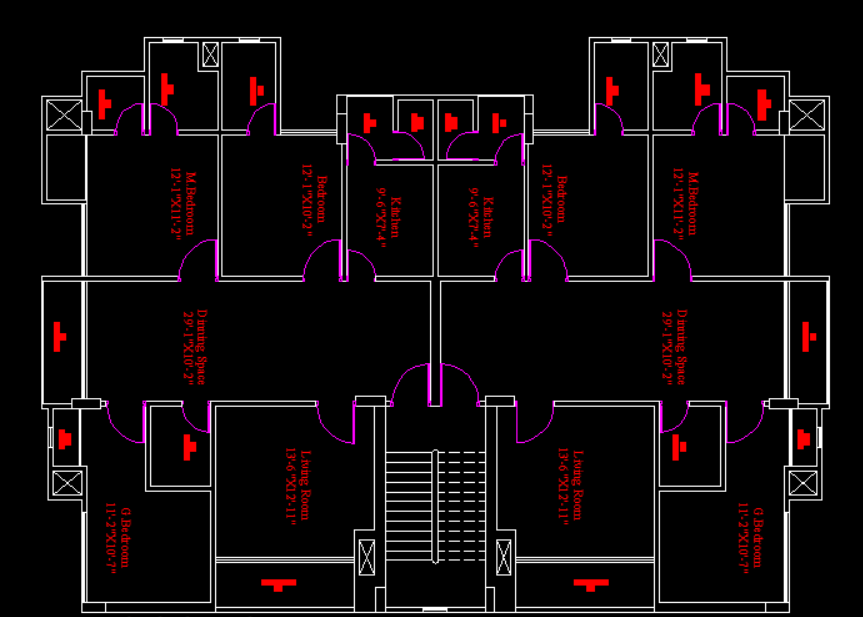 M.Bedroom
12'-1"X11'-2"
Bedroom
12'-1"X10'-2"
Kitchen
9'-6"X7'-4"
Kitchen
9'-6"X7'-4"
Bedroom
12'-1"X10'-2"
M.Bedroom
12'-1"X11'-2"
Dinning Space
29'-1"X10'-2"
Dinning Space
29'-1"X10'-2"
Living Room
13'-6"X12'-11"
Living Room
13'-6"X12'-11"
G.Bedroom
11'-2"X10'-7"
G.Bedroom
11'-2"X10'-7"